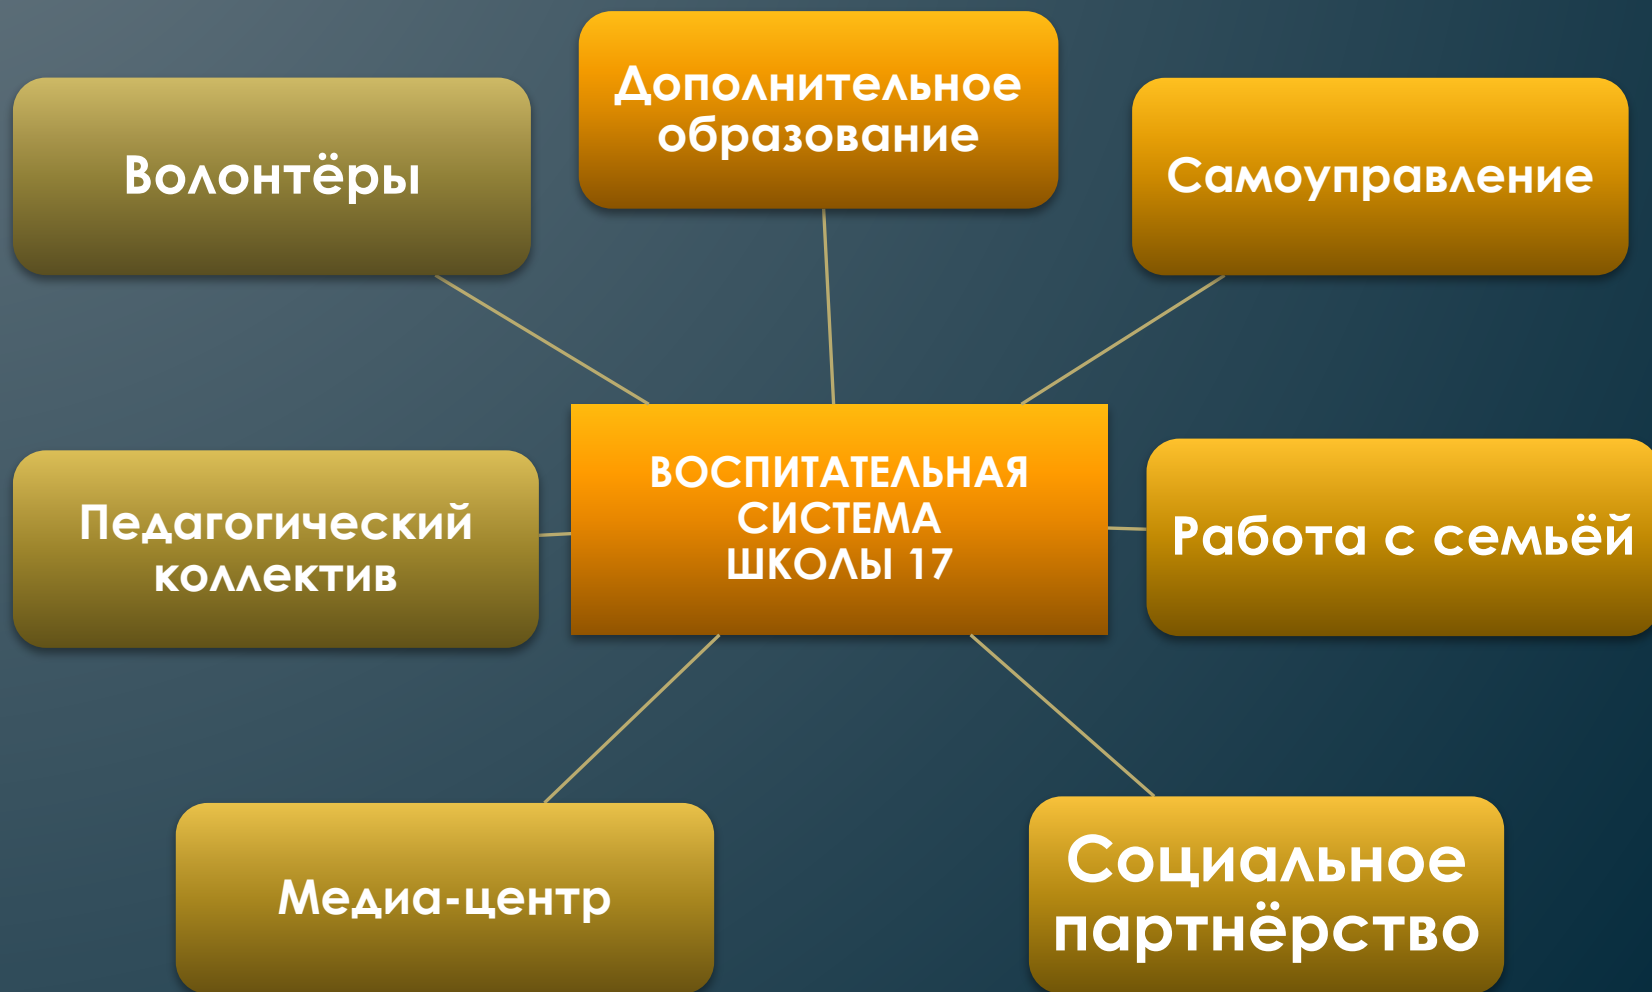 Дополнительное
образование
Волонтёры
Самоуправление
ВОСПИТАТЕЛЬНАЯ
СИСТЕМА
ШКОЛЫ 17
Педагогический
коллектив
Работа с семьёй
Медиа-центр
Социальное
партнёрство